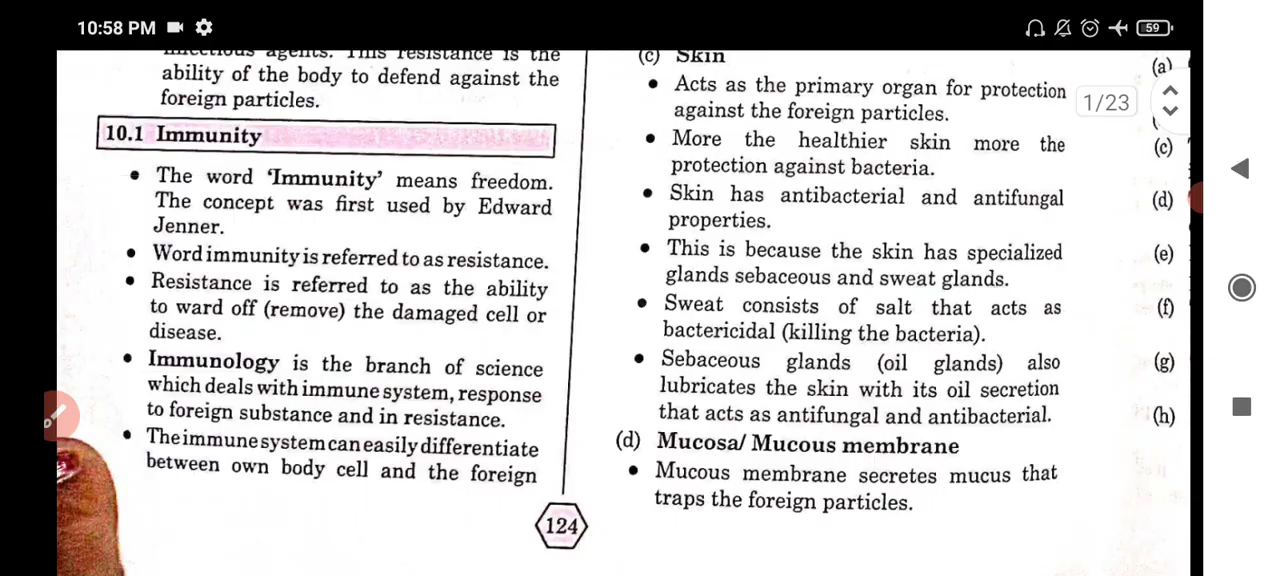 10:58 PM
59
infectious agents. This resistance is the
ability of the body to defend against the
foreign particles.
10.1 Immunity
• The word 'Immunity' means freedom.
The concept was first used by Edward
Jenner.
• Word immunity is referred to as resistance.
• Resistance is referred to as the ability
to ward off (remove) the damaged cell or
disease.
• Immunology is the branch of science
which deals with immune system, response
to foreign substance and in resistance.
• The immune system can easily differentiate
between own body cell and the foreign
124
(c) Skin
• Acts as the primary organ for protection
against the foreign particles.
• More the healthier skin more the
protection against bacteria.
• Skin has antibacterial and antifungal
properties.
• This is because the skin has specialized
glands sebaceous and sweat glands.
• Sweat consists of salt that acts as
bactericidal (killing the bacteria).
• Sebaceous glands (oil glands) also
lubricates the skin with its oil secretion
that acts as antifungal and antibacterial.
(d) Mucosa/ Mucous membrane
• Mucous membrane secretes mucus that
traps the foreign particles.
1/23
(a)
(c)
(d)
(e)
(f)
(g)
(h)